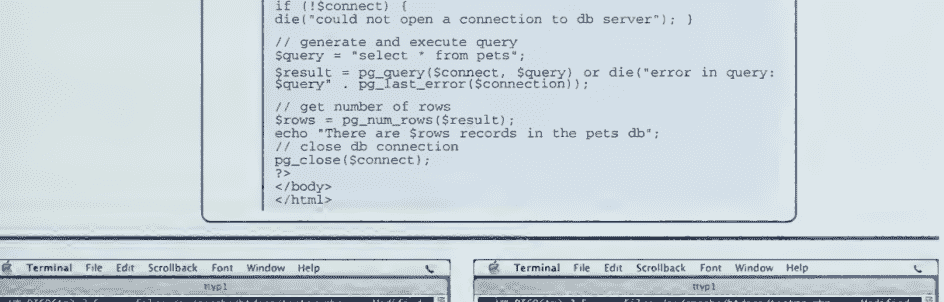 if (!$connect) {
die("could not open a connection to db server"); }
// generate and execute query
$query = "select * from pets";
$result = pg_query($connect, $query) or die("error in query:
$query" . pg_last_error($connection));
// get number of rows
$rows = pg_num_rows($result);
echo "There are $rows records in the pets db";
// close db connection
pg_close($connect);
?>
</body>
</html>
Terminal File Edit Scrollback Font Window Help
Terminal File Edit Scrollback Font Window Help
ttyp1
ttyp1